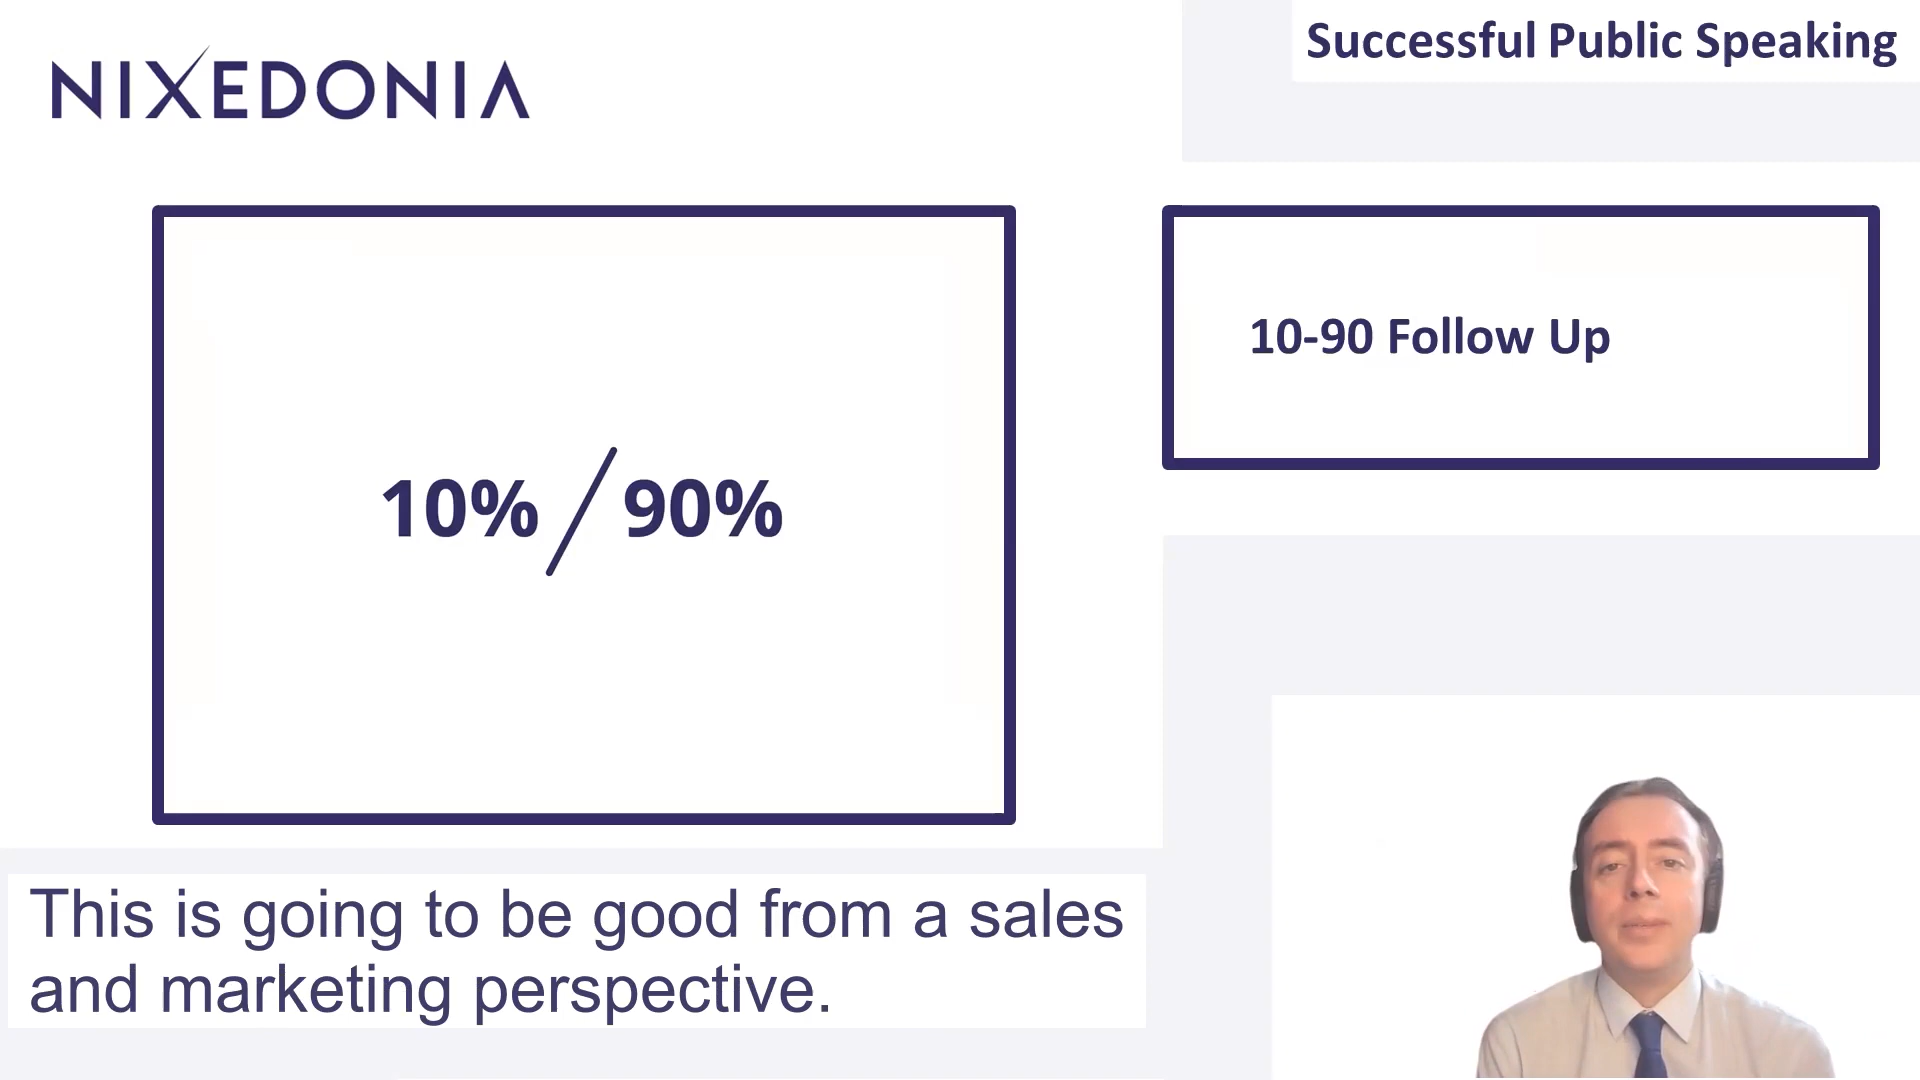 NIXEDONIA
Successful Public Speaking
10% / 90%
10-90 Follow Up
This is going to be good from a sales
and marketing perspective.